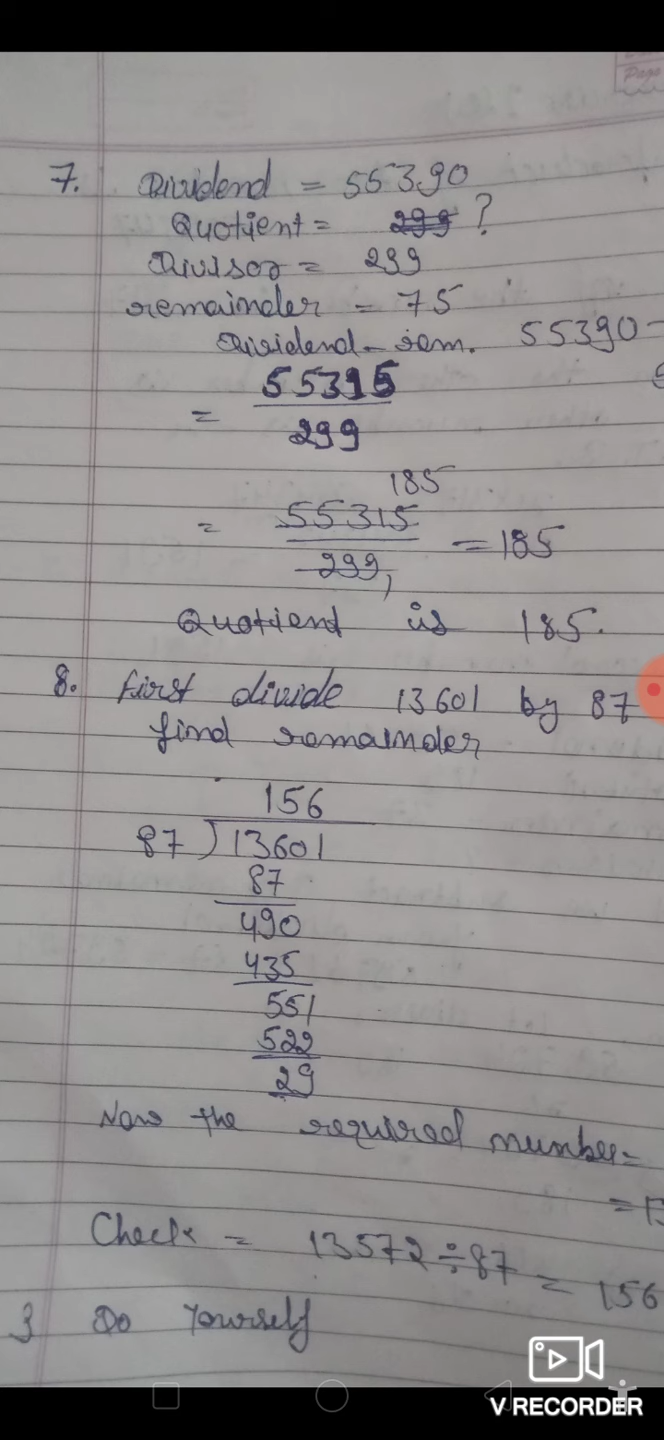 Page
7. Dividend = 55390
Quotient = 299 ?
Divisor = 299
remainder = 75
Dividend - rem. 55390-
= 55315
299
185
= 55315 = 185
299,
Quotient is 185.
8. First divide 13601 by 87
find remainder
156
87 ) 13601
87
490
435
551
522
29
Now the required number =
= 13
Check = 13572 ÷ 87 = 156
3 Do Yourself
V RECORDER